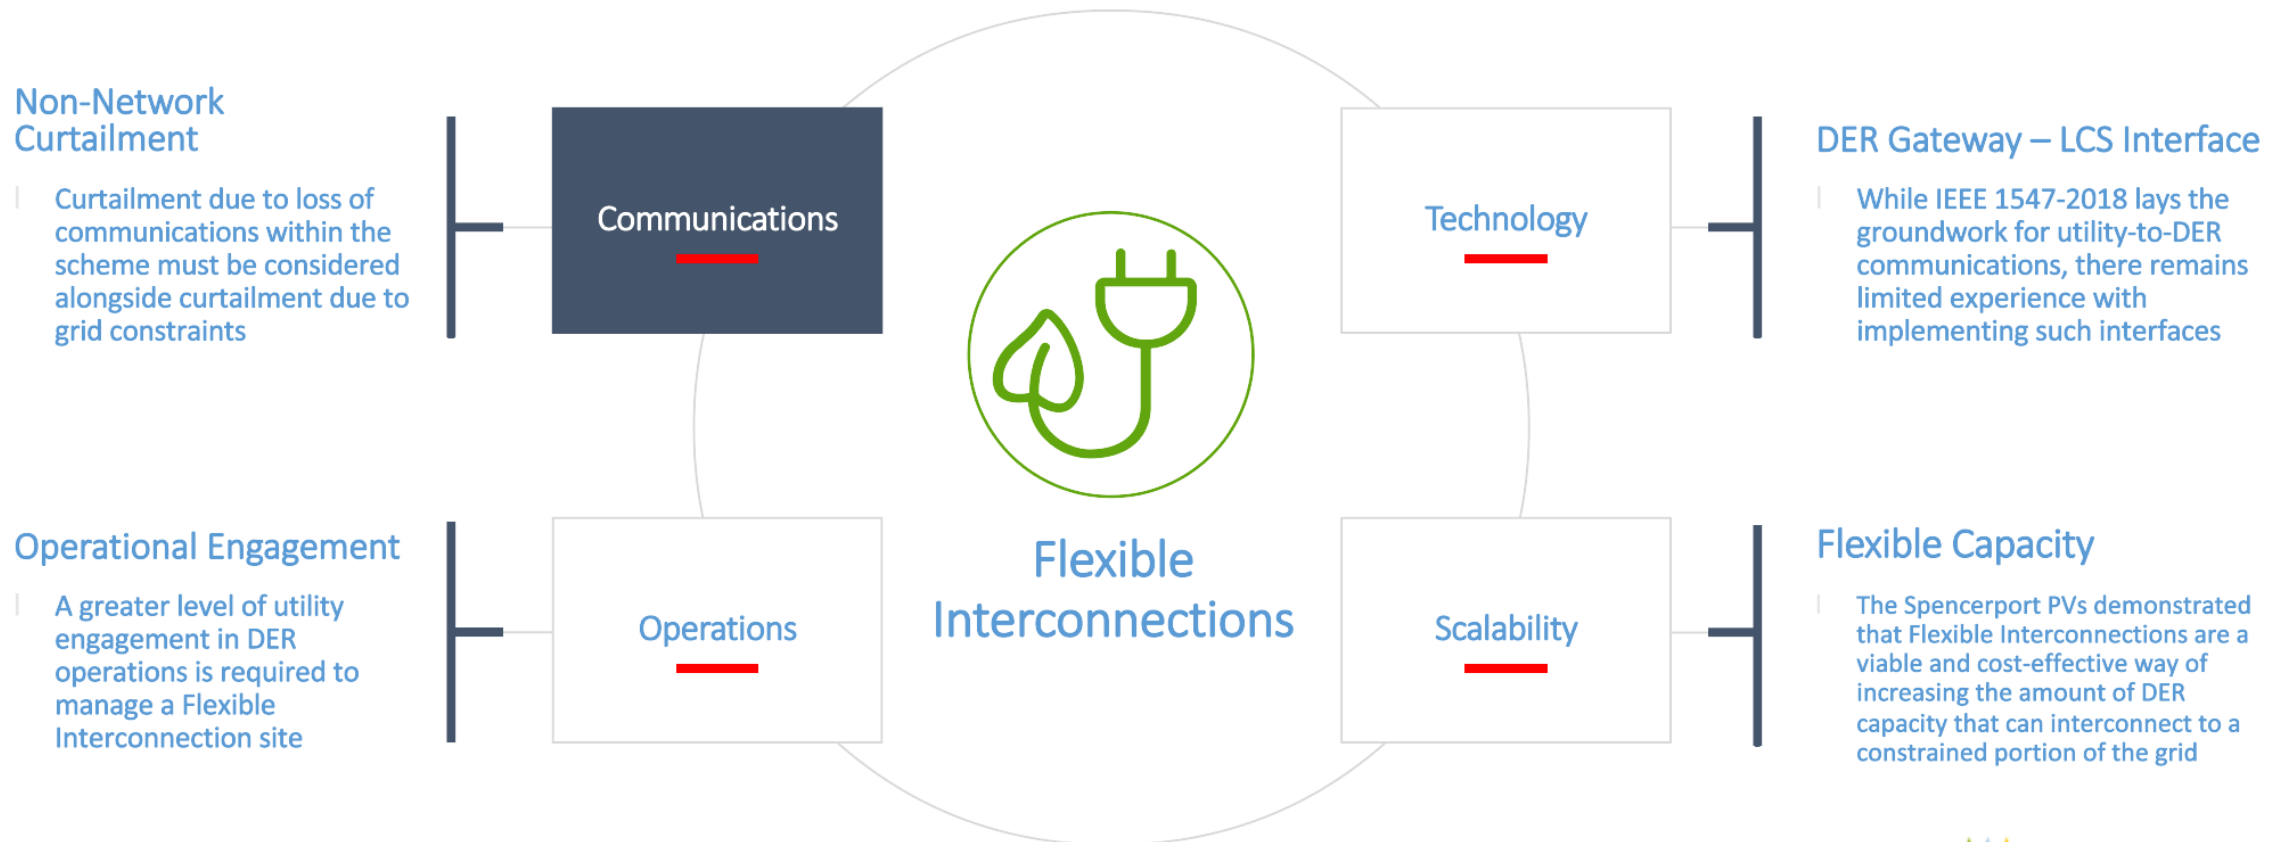 Non-Network
Curtailment
Curtailment due to loss of
communications within the
scheme must be considered
alongside curtailment due to
grid constraints
Communications
Technology
DER Gateway – LCS Interface
While IEEE 1547-2018 lays the
groundwork for utility-to-DER
communications, there remains
limited experience with
implementing such interfaces
Operational Engagement
A greater level of utility
engagement in DER
operations is required to
manage a Flexible
Interconnection site
Operations
Flexible
Interconnections
Scalability
Flexible Capacity
The Spencerport PVs demonstrated
that Flexible Interconnections are a
viable and cost-effective way of
increasing the amount of DER
capacity that can interconnect to a
constrained portion of the grid